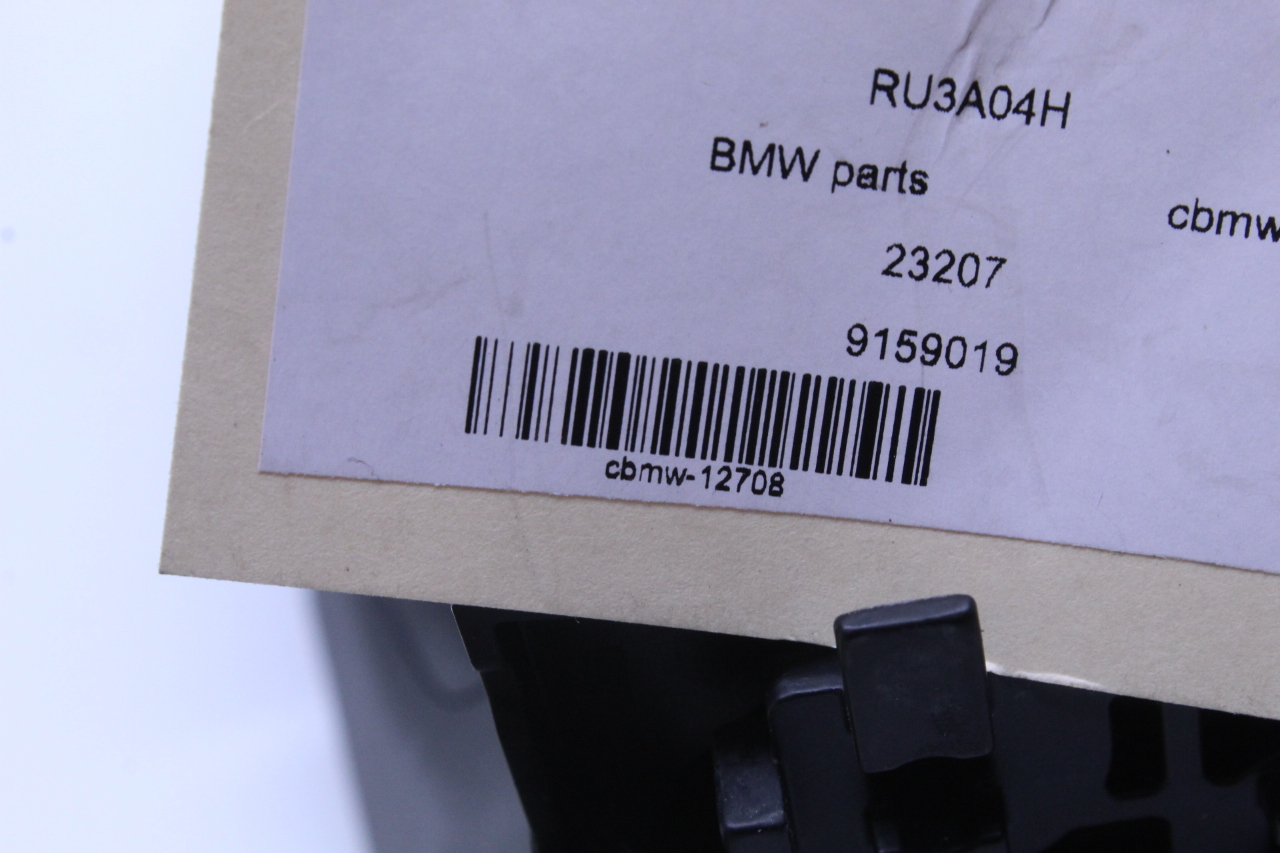 RU3A04H
BMW parts
cbmw
23207
9159019
cbmw-12708